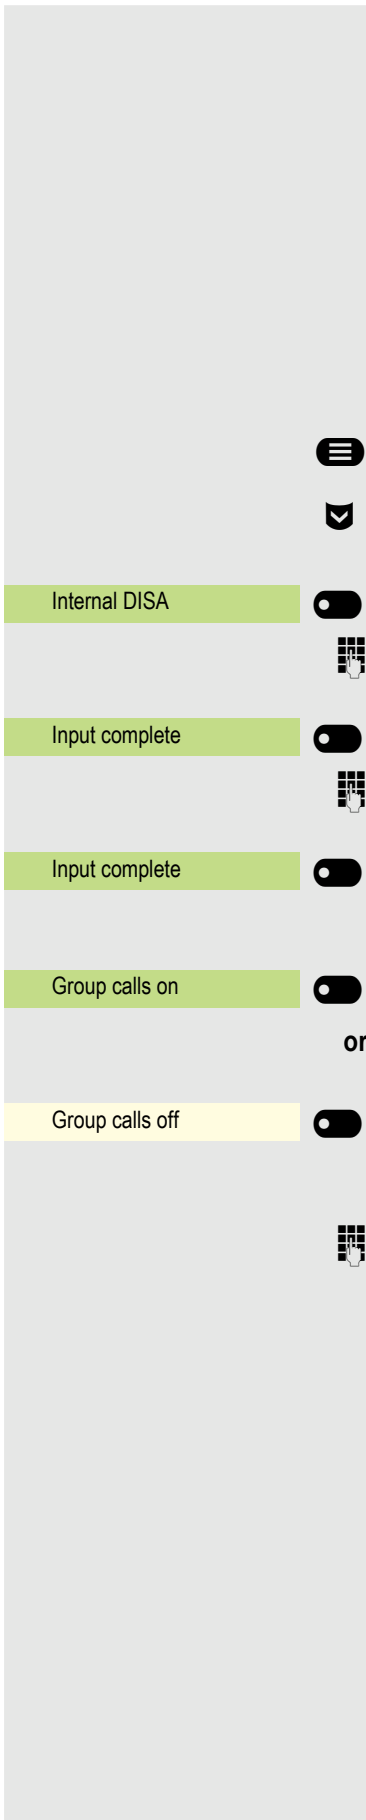 Internal DISA
Input complete
Input complete
Group calls on
or
Group calls off